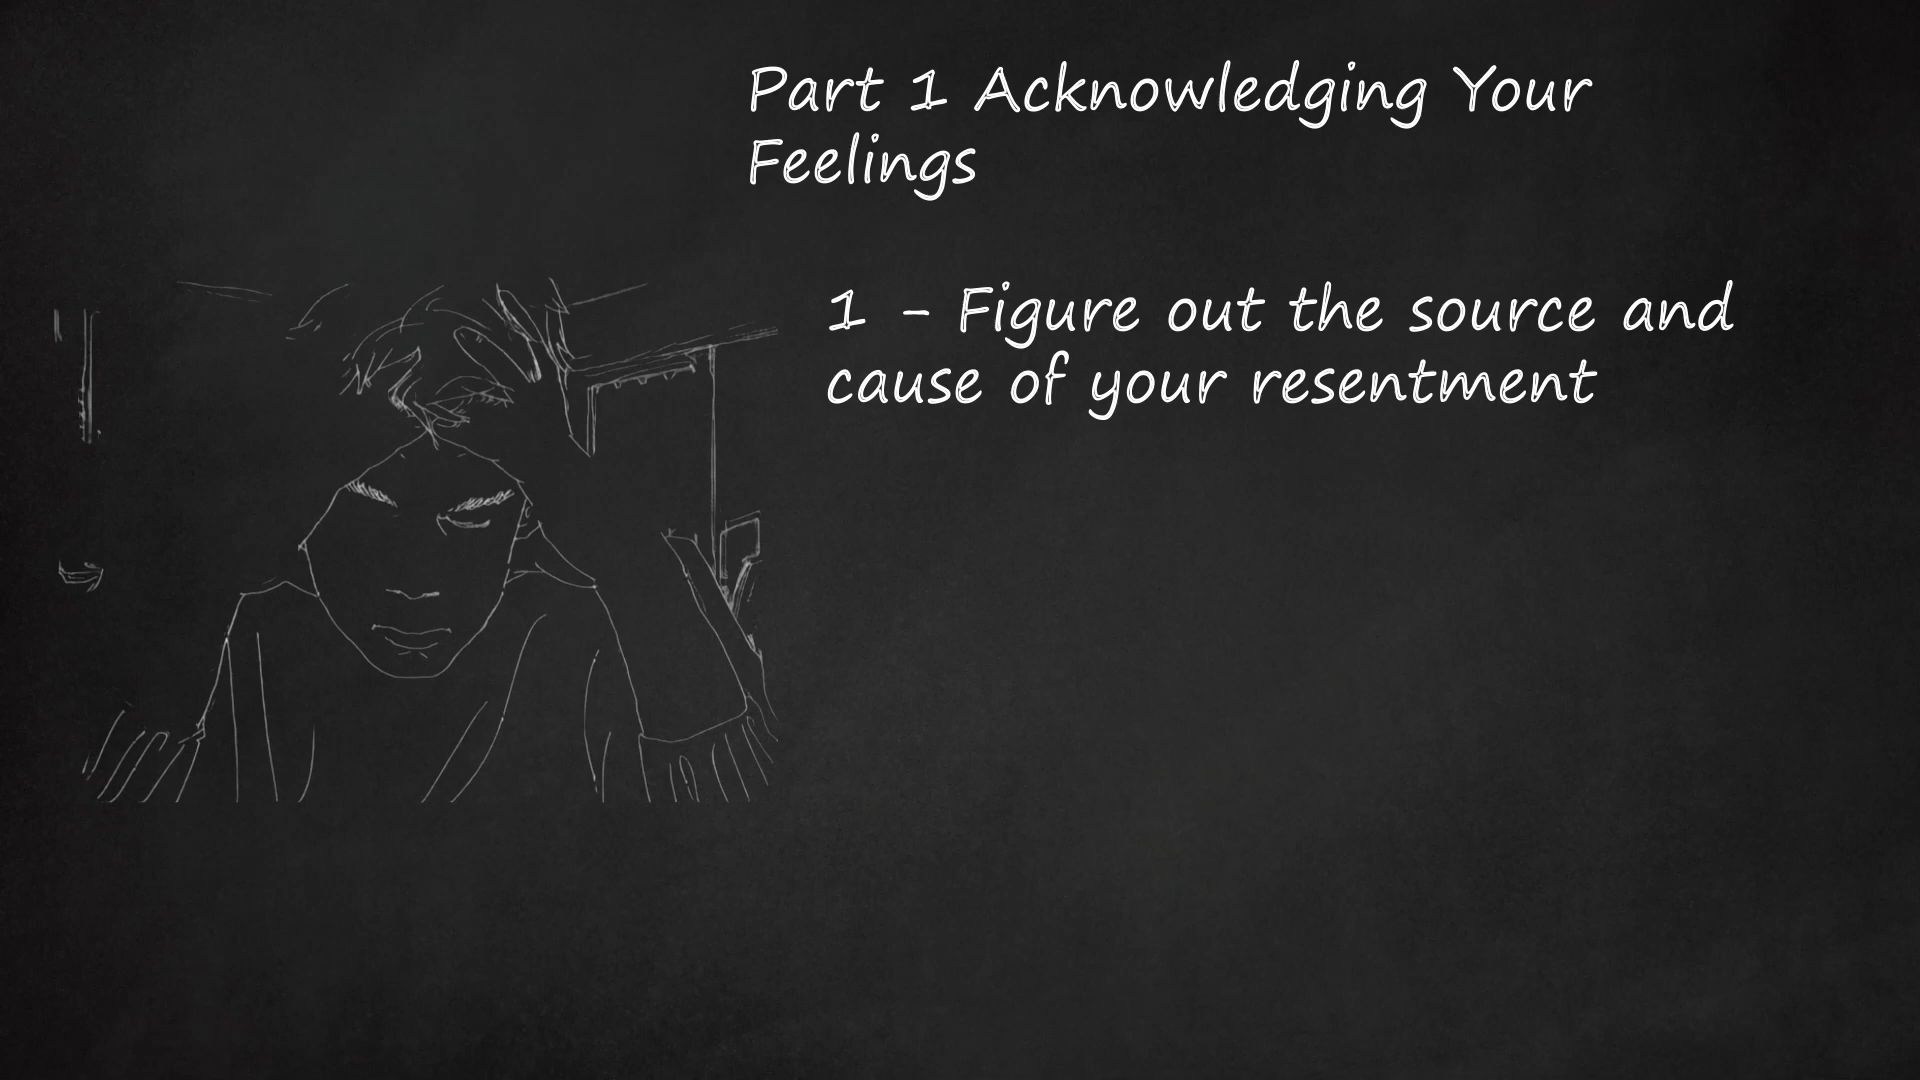 Part 1 Acknowledging Your
Feelings
1 - Figure out the source and
cause of your resentment